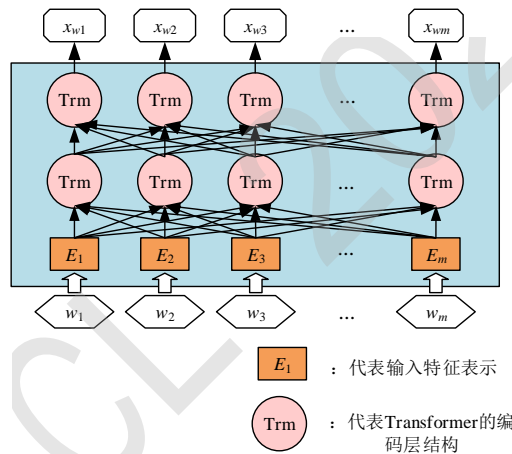 xw1 xw2 xw3 ... xwm
Trm Trm Trm ... Trm
Trm Trm Trm ... Trm
E1 E2 E3 ... Em
w1 w2 w3 ... wm
E1 ：代表输入特征表示
Trm ：代表Transformer的编
码层结构